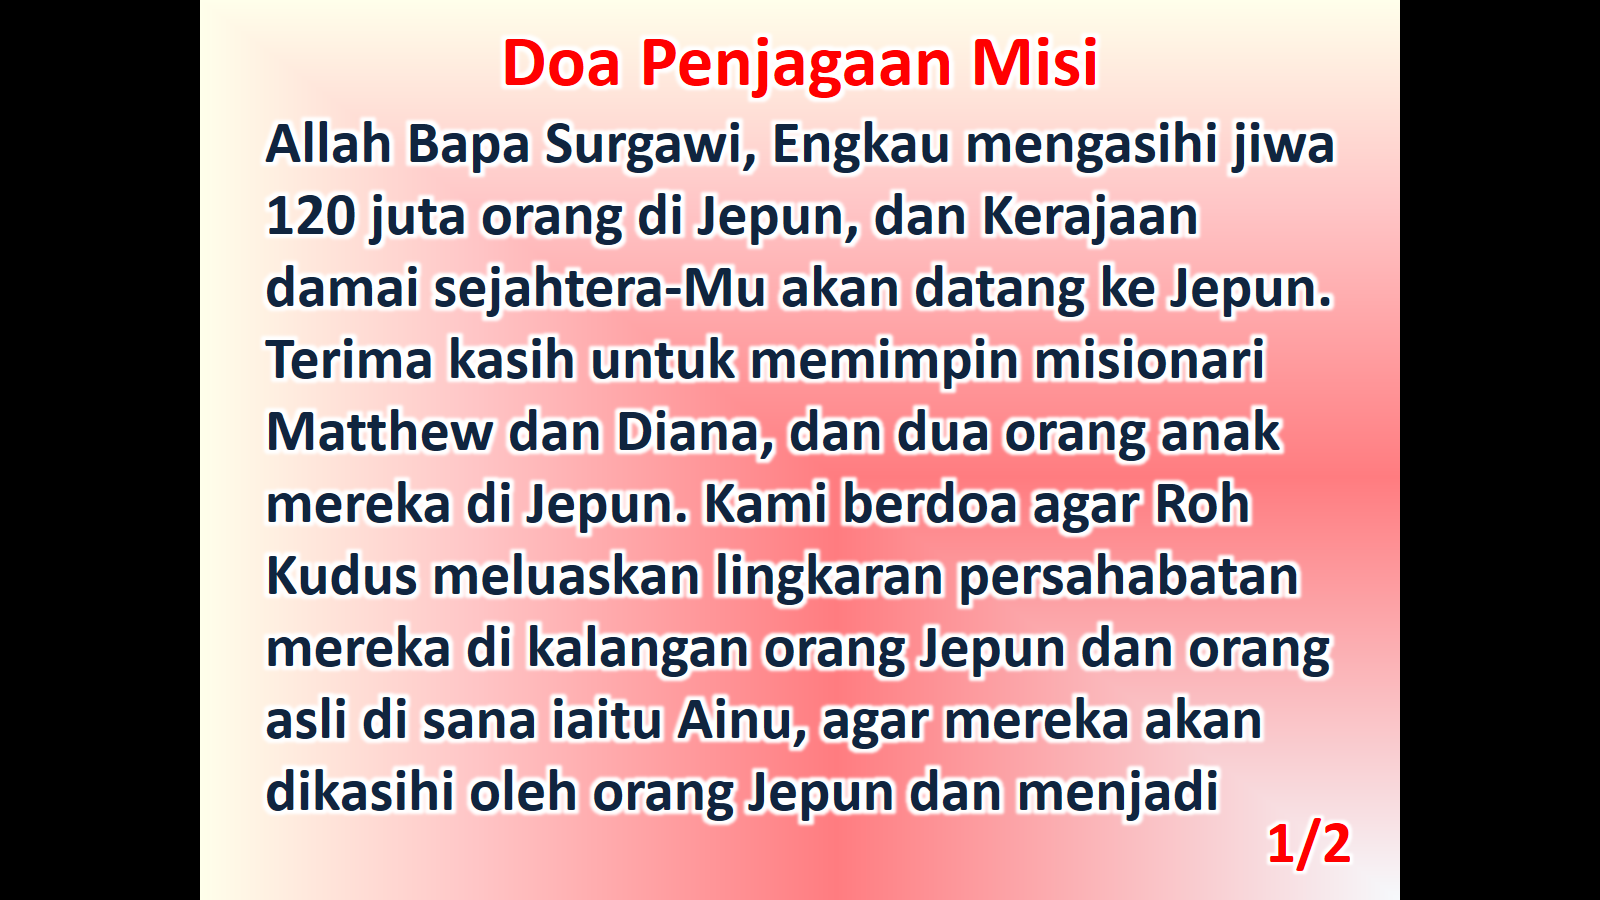 Doa Penjagaan Misi
Allah Bapa Surgawi, Engkau mengasihi jiwa
120 juta orang di Jepun, dan Kerajaan
damai sejahtera-Mu akan datang ke Jepun.
Terima kasih untuk memimpin misionari
Matthew dan Diana, dan dua orang anak
mereka di Jepun. Kami berdoa agar Roh
Kudus meluaskan lingkaran persahabatan
mereka di kalangan orang Jepun dan orang
asli di sana iaitu Ainu, agar mereka akan
dikasihi oleh orang Jepun dan menjadi
1/2